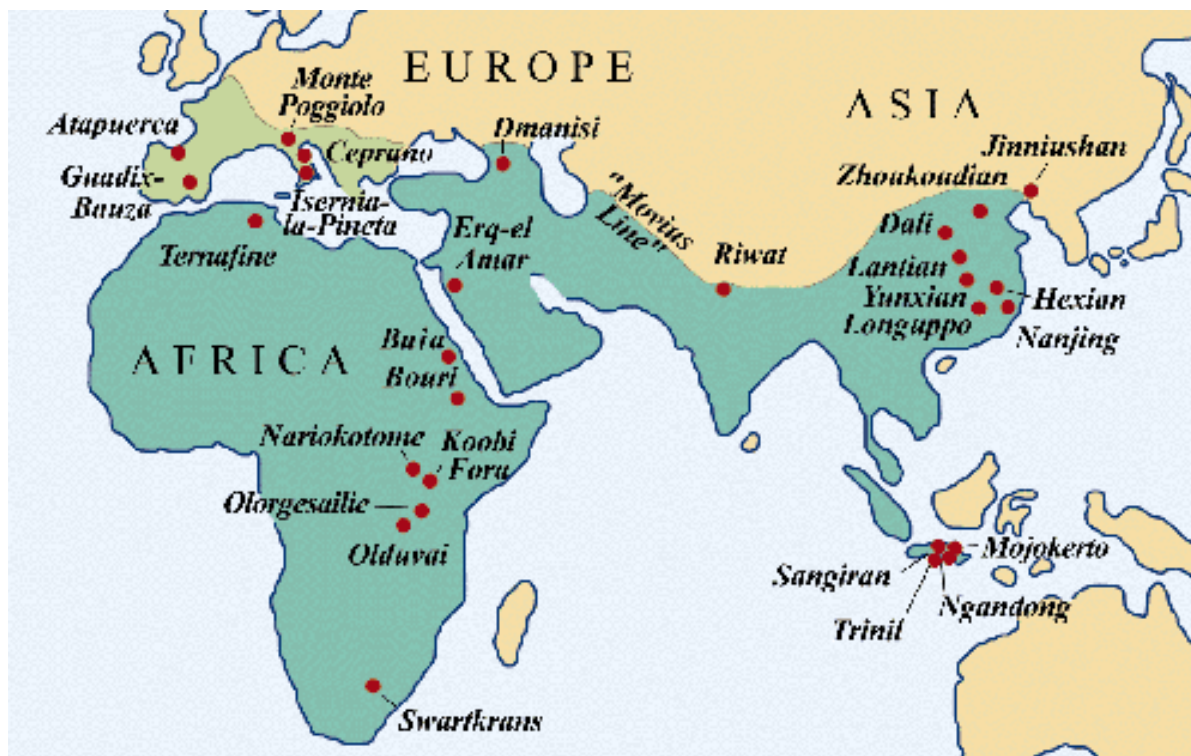 EUROPE
ASIA
AFRICA
Monte
Poggiolo
Atapuerca
Ceprano
Guadix-
Bauza
Isernia-
la-Pineta
Dmanisi
Jinniushan
Zhoukoudian
"Movius
Line"
Dali
Erq-el
Amar
Riwat
Lantian
Yunxian
Hexian
Longuppo
Nanjing
Ternafine
Buia
Bouri
Nariokotome
Koobi
Fora
Olorgesailie
Olduvai
Mojokerto
Sangiran
Ngandong
Trinil
Swartkrans